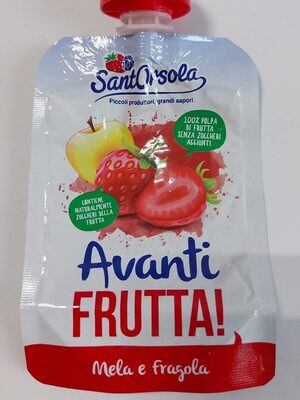 Sant'Orsola
Piccoli produttori, grandi sapori.
100% POLPA
DI FRUTTA
SENZA ZUCCHERI
AGGIUNTI
CONTIENE
NATURALMENTE
ZUCCHERI DELLA
FRUTTA
Avanti
FRUTTA!
Mela e Fragola